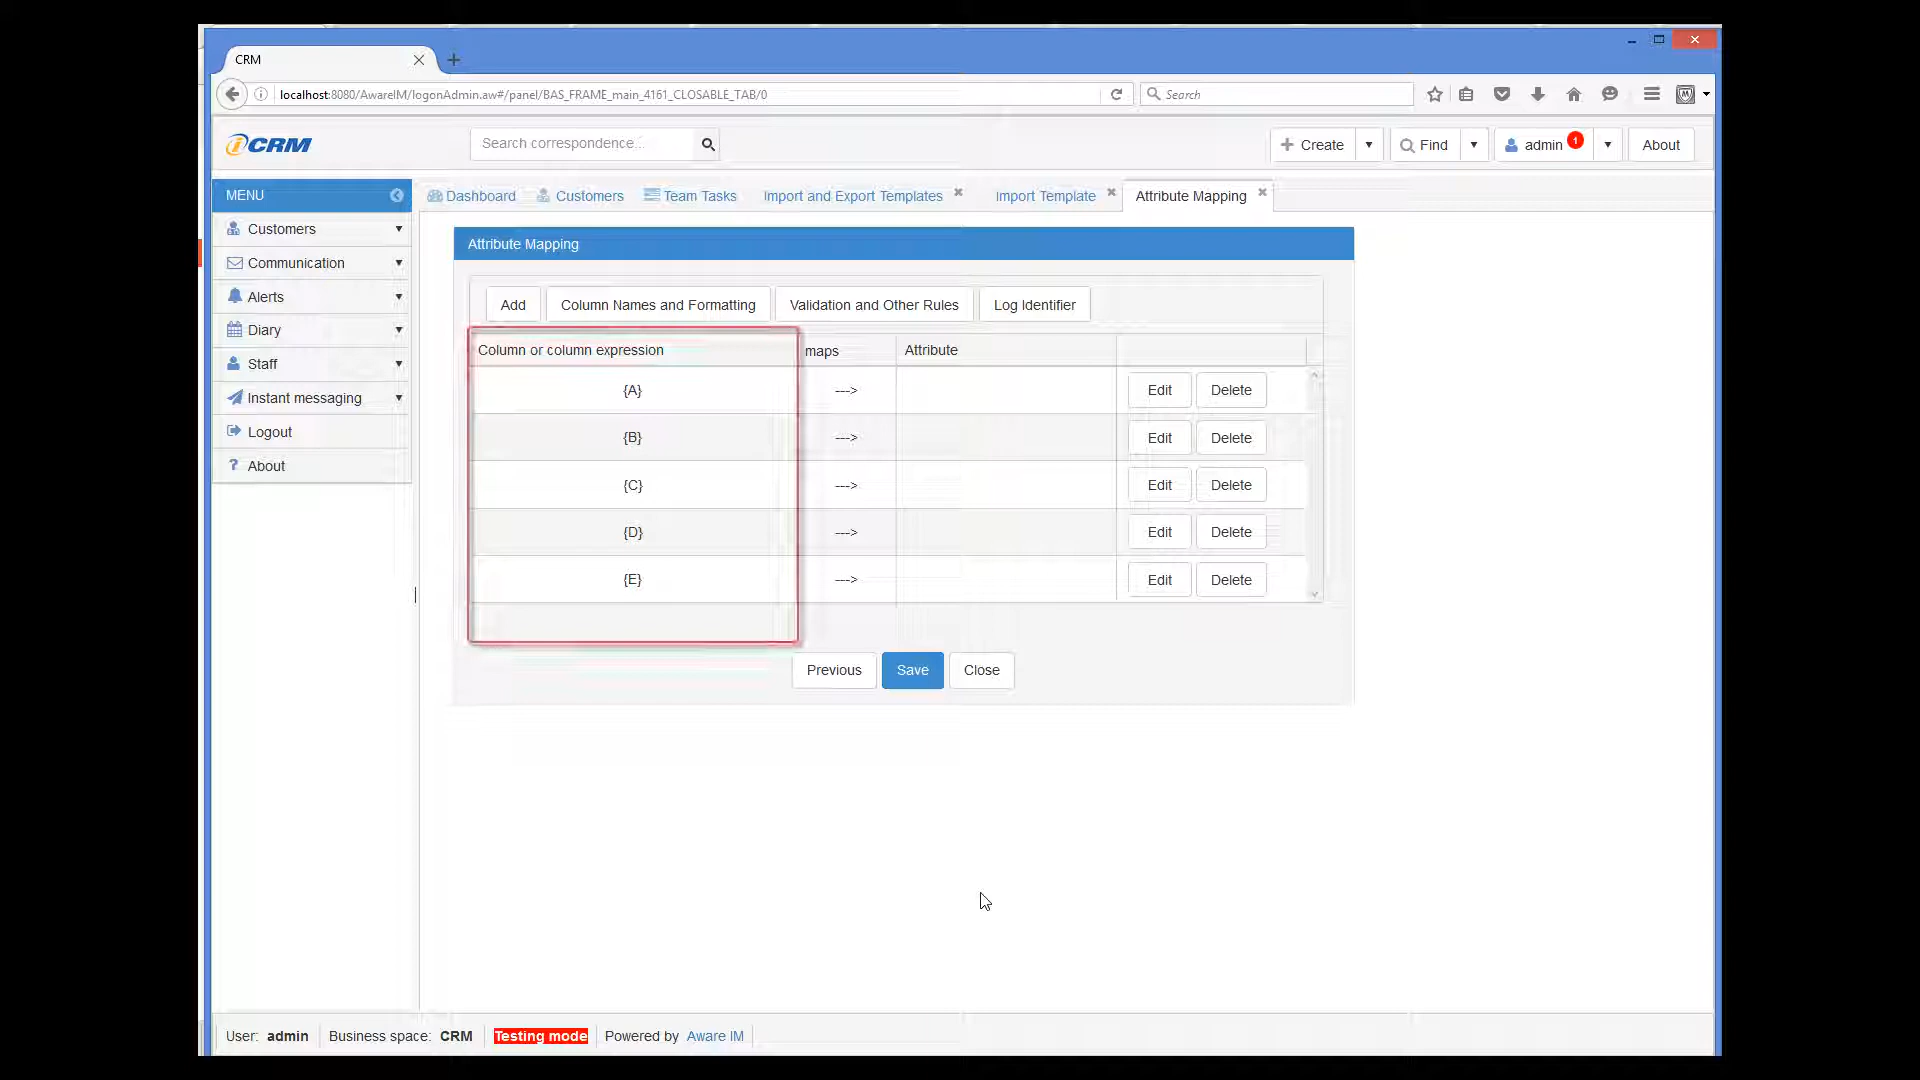 CRM
localhost:8080/AwareIM/logonAdmin.aw#/panel/BAS_FRAME_main_4161_CLOSABLE_TAB/0
Search
iCRM
Search correspondence...
Create
Find
admin 1
About
MENU
Customers
Communication
Alerts
Diary
Staff
Instant messaging
Logout
About
Dashboard Customers Team Tasks Import and Export Templates Import Template Attribute Mapping
Attribute Mapping
Add Column Names and Formatting Validation and Other Rules Log Identifier
Column or column expression maps Attribute
{A} ---> Edit Delete
{B} ---> Edit Delete
{C} ---> Edit Delete
{D} ---> Edit Delete
{E} ---> Edit Delete
Previous Save Close
User: admin Business space: CRM Testing mode Powered by Aware IM